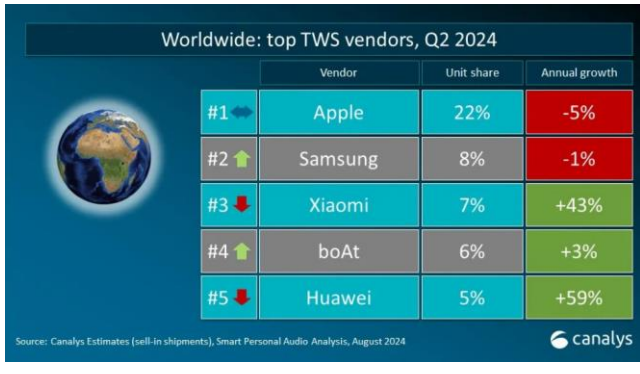 Worldwide: top TWS vendors, Q2 2024
Vendor Unit share Annual growth
#1 Apple 22% -5%
#2 Samsung 8% -1%
#3 Xiaomi 7% +43%
#4 boAt 6% +3%
#5 Huawei 5% +59%
Source: Canalys Estimates (sell-in shipments), Smart Personal Audio Analysis, August 2024
canalys